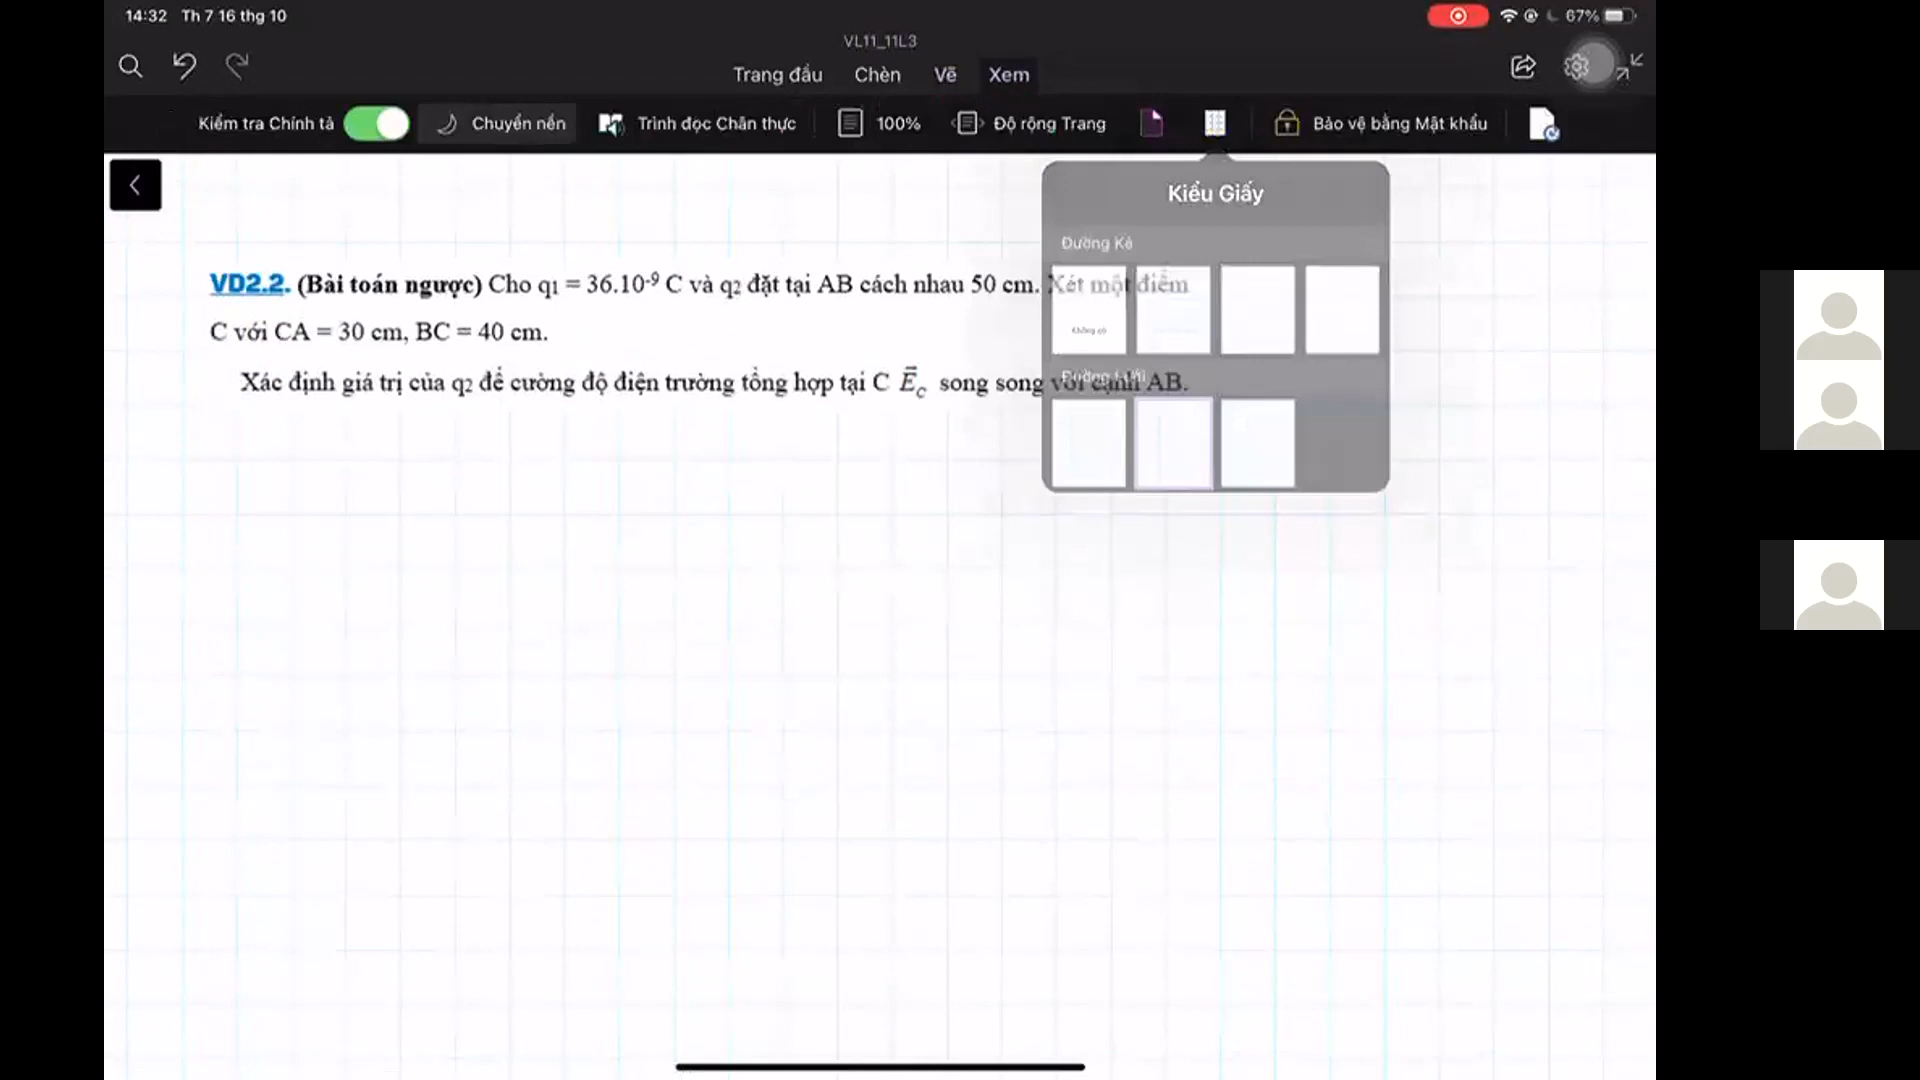 14:32 Th 7 16 thg 10
67%
VL11_11L3
Trang đầu Chèn Vẽ Xem
Kiểm tra Chính tả Chuyển nền Trình đọc Chân thực 100% Độ rộng Trang Bảo vệ bằng Mật khẩu
Kiểu Giấy
Đường Kẻ
Không có
VD2.2. (Bài toán ngược) Cho q1 = 36.10-9 C và q2 đặt tại AB cách nhau 50 cm. Xét một điểm
C với CA = 30 cm, BC = 40 cm.
Xác định giá trị của q2 để cường độ điện trường tổng hợp tại C E⃗c song song với cạnh AB.